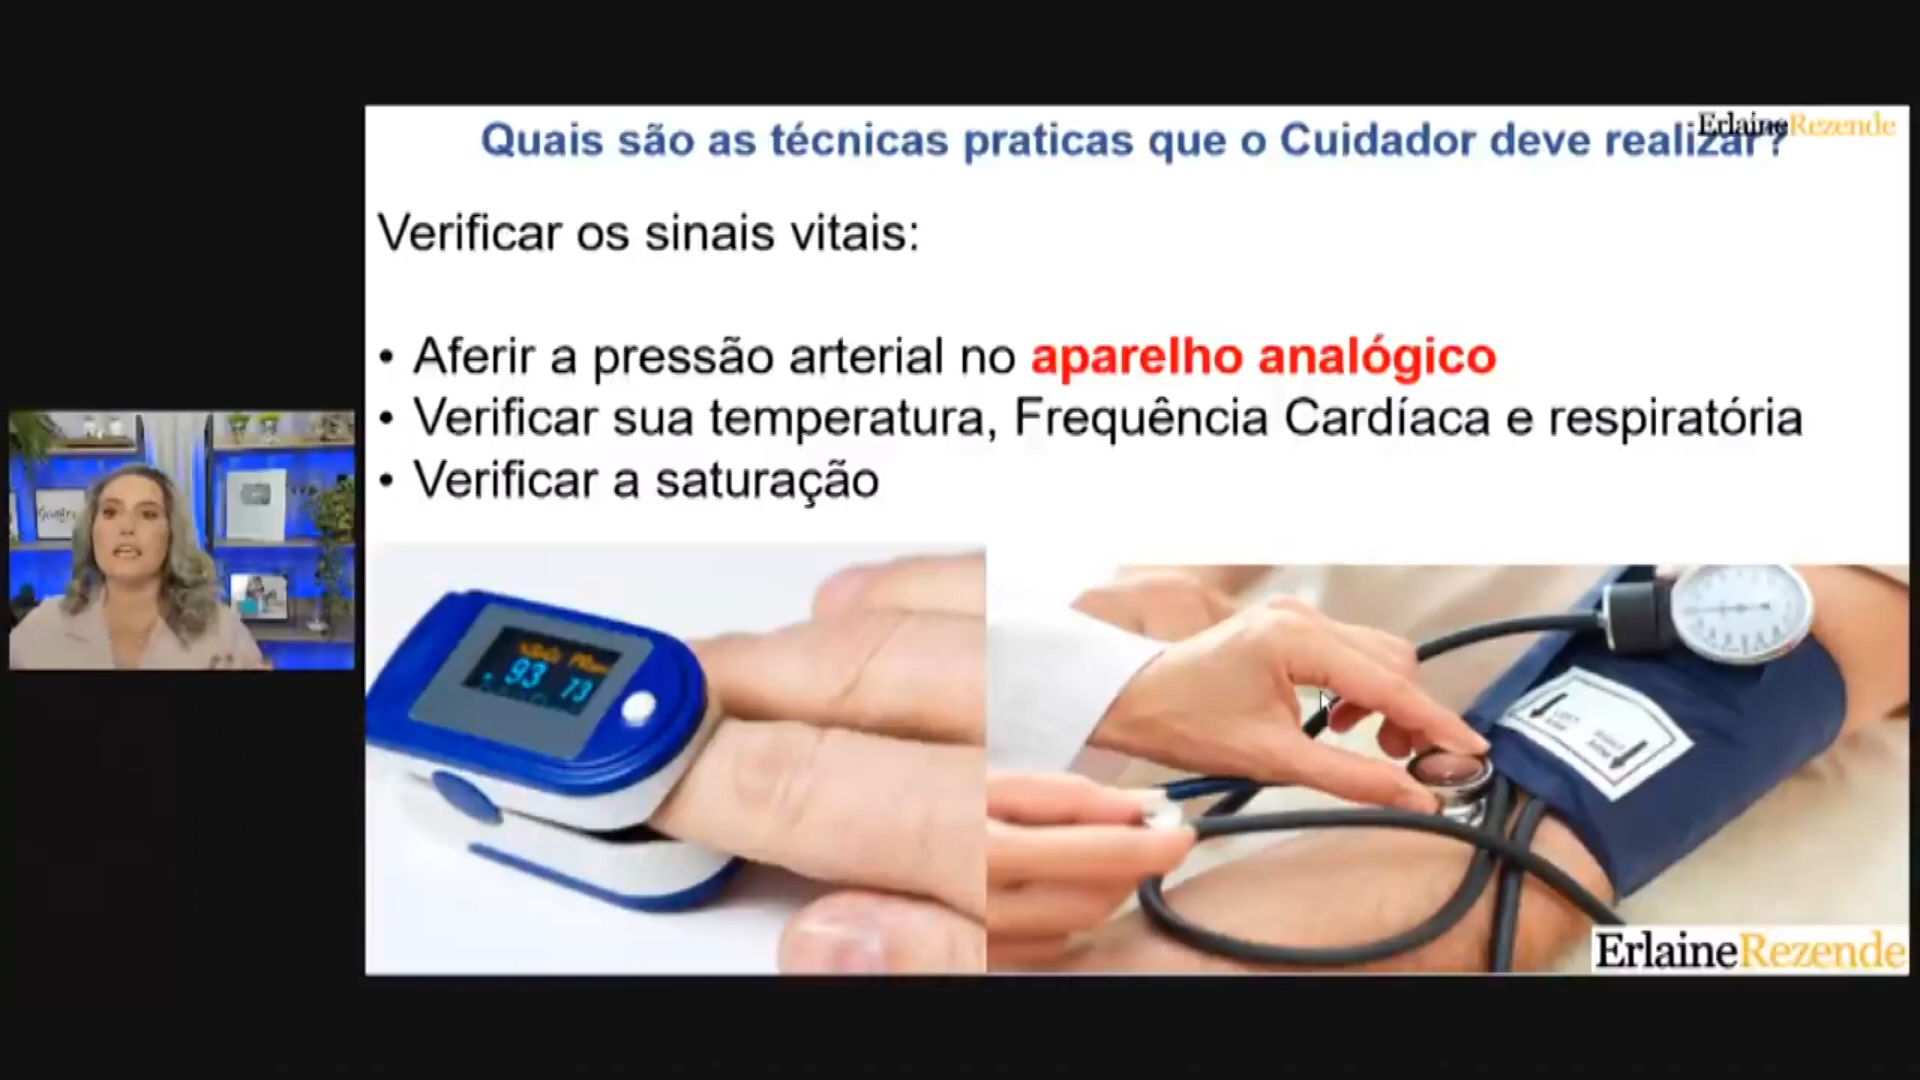 Quais são as técnicas praticas que o Cuidador deve realizar?
ErlaineRezende
Verificar os sinais vitais:
• Aferir a pressão arterial no aparelho analógico
• Verificar sua temperatura, Frequência Cardíaca e respiratória
• Verificar a saturação
93 73
ErlaineRezende